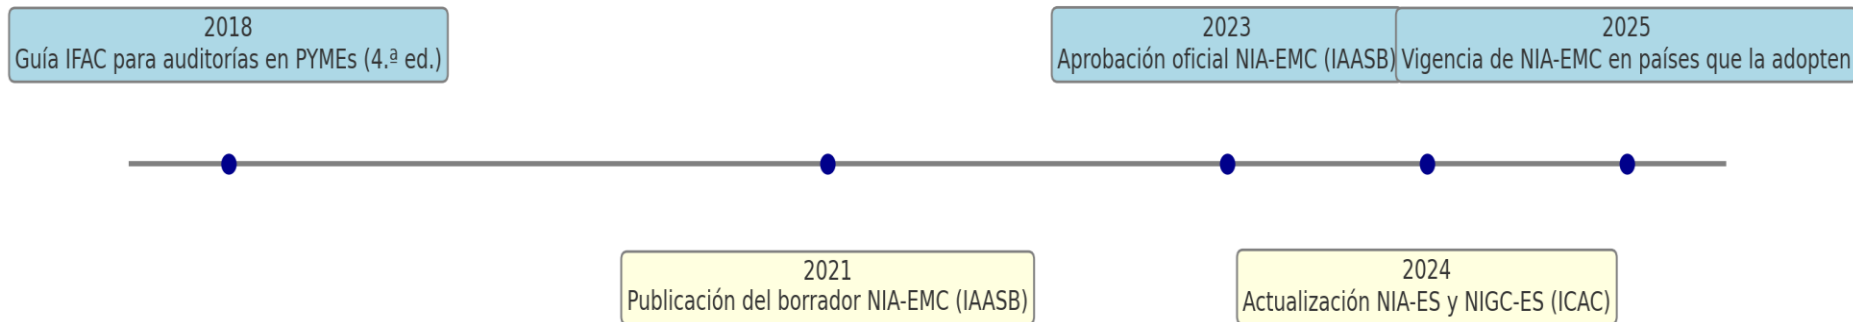 2018
Guía IFAC para auditorías en PYMEs (4.ª ed.)
2023
Aprobación oficial NIA-EMC (IAASB)
2025
Vigencia de NIA-EMC en países que la adopten
2021
Publicación del borrador NIA-EMC (IAASB)
2024
Actualización NIA-ES y NIGC-ES (ICAC)